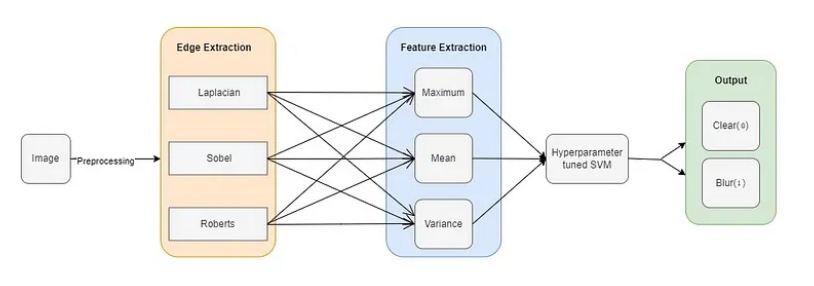 Image
Preprocessing
Edge Extraction
Laplacian
Sobel
Roberts
Feature Extraction
Maximum
Mean
Variance
Hyperparameter
tuned SVM
Output
Clear(0)
Blur(1)